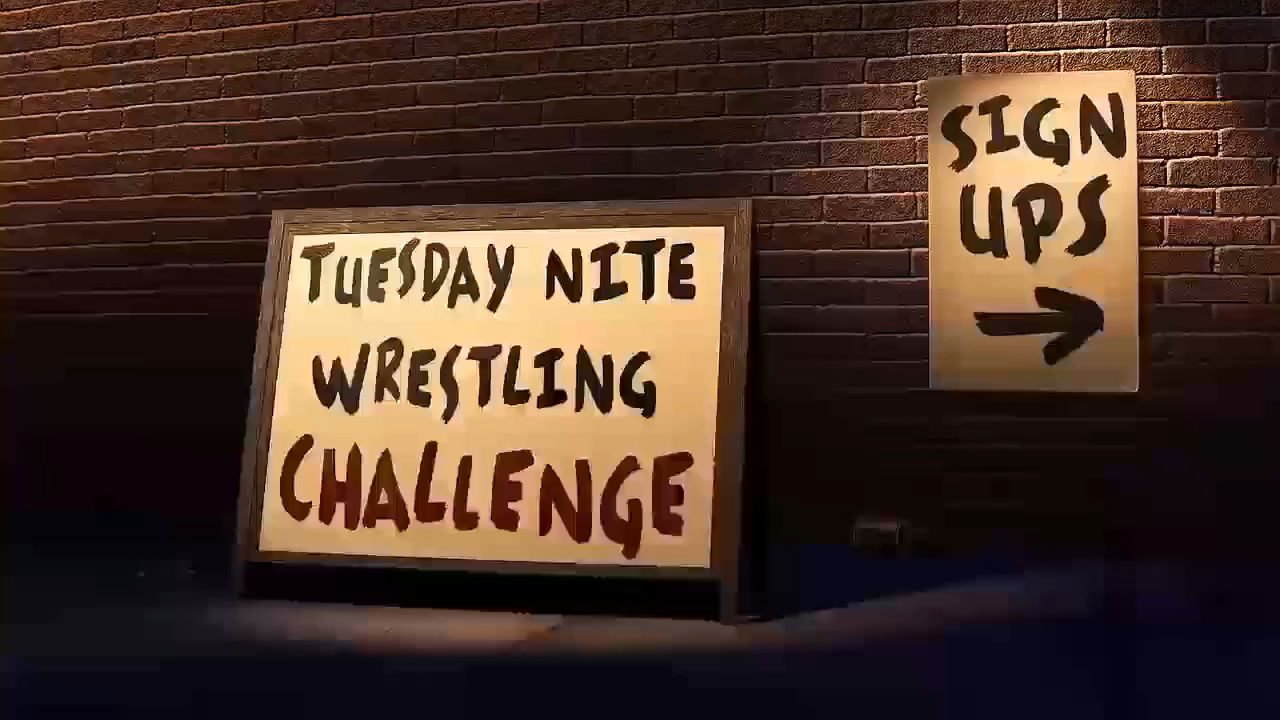 TUESDAY NITE
WRESTLING
CHALLENGE
SIGN
UPS